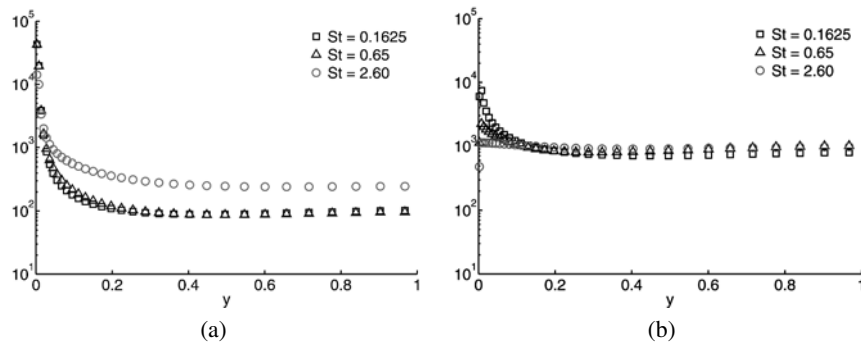 10^5
10^4
10^3
10^2
10^1
□ St = 0.1625
△ St = 0.65
○ St = 2.60
0 0.2 0.4 0.6 0.8 1
y
(a)
10^5
10^4
10^3
10^2
10^1
□ St = 0.1625
△ St = 0.65
○ St = 2.60
0 0.2 0.4 0.6 0.8 1
y
(b)